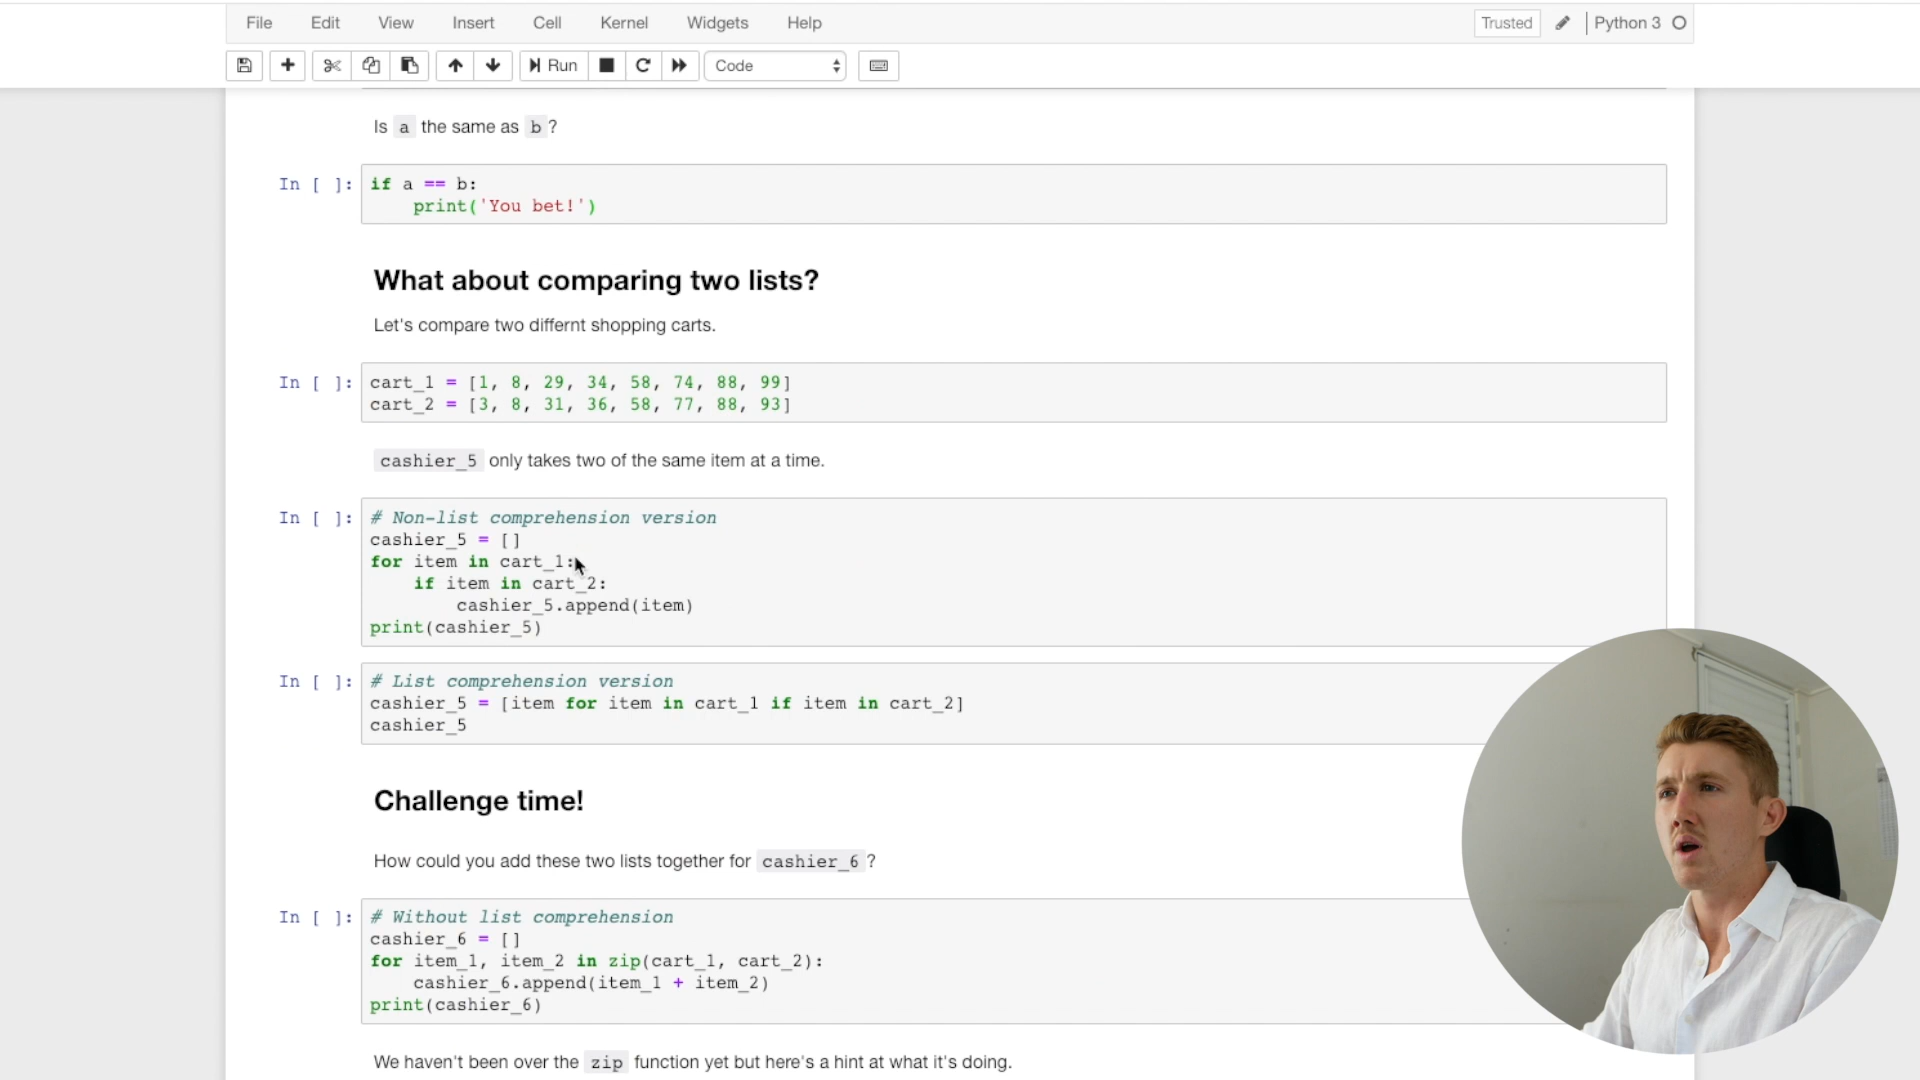 File Edit View Insert Cell Kernel Widgets Help Trusted Python 3
Run Code
Is a the same as b ?
In [ ]: if a == b:
print('You bet!')
What about comparing two lists?
Let's compare two differnt shopping carts.
In [ ]: cart_1 = [1, 8, 29, 34, 58, 74, 88, 99]
cart_2 = [3, 8, 31, 36, 58, 77, 88, 93]
cashier_5 only takes two of the same item at a time.
In [ ]: # Non-list comprehension version
cashier_5 = []
for item in cart_1:
if item in cart_2:
cashier_5.append(item)
print(cashier_5)
In [ ]: # List comprehension version
cashier_5 = [item for item in cart_1 if item in cart_2]
cashier_5
Challenge time!
How could you add these two lists together for cashier_6 ?
In [ ]: # Without list comprehension
cashier_6 = []
for item_1, item_2 in zip(cart_1, cart_2):
cashier_6.append(item_1 + item_2)
print(cashier_6)
We haven't been over the zip function yet but here's a hint at what it's doing.